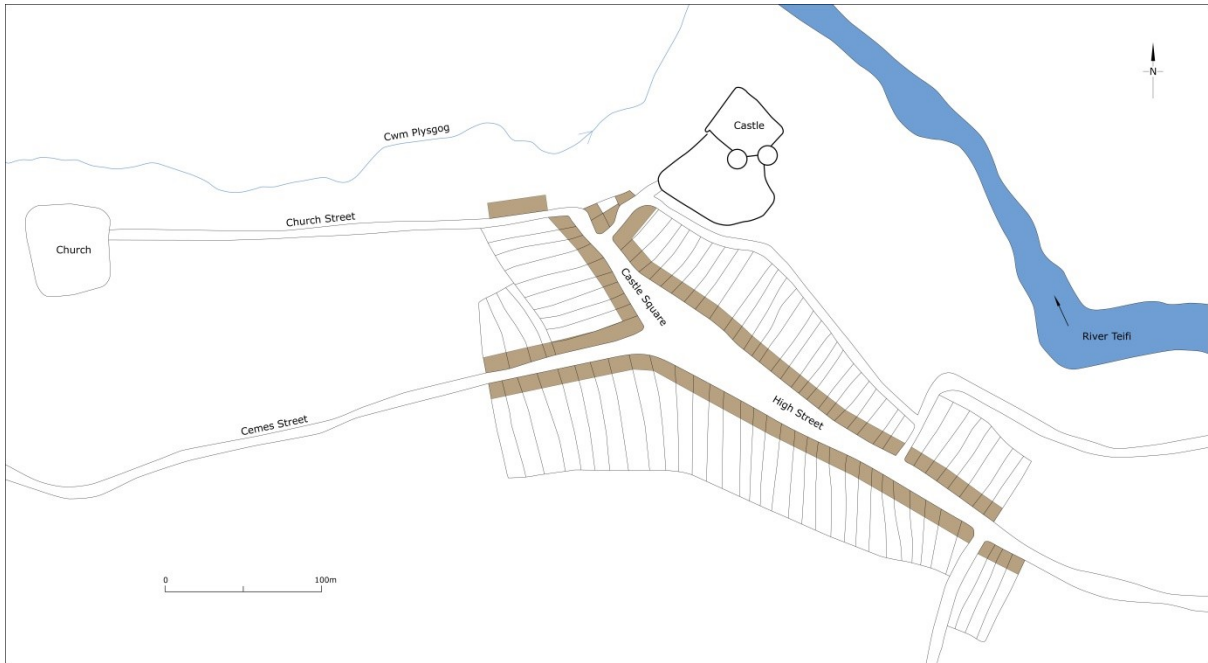 N
Castle
Cwm Plysgog
Church Street
Church
Castle Square
River Teifi
High Street
Cemes Street
0 100m